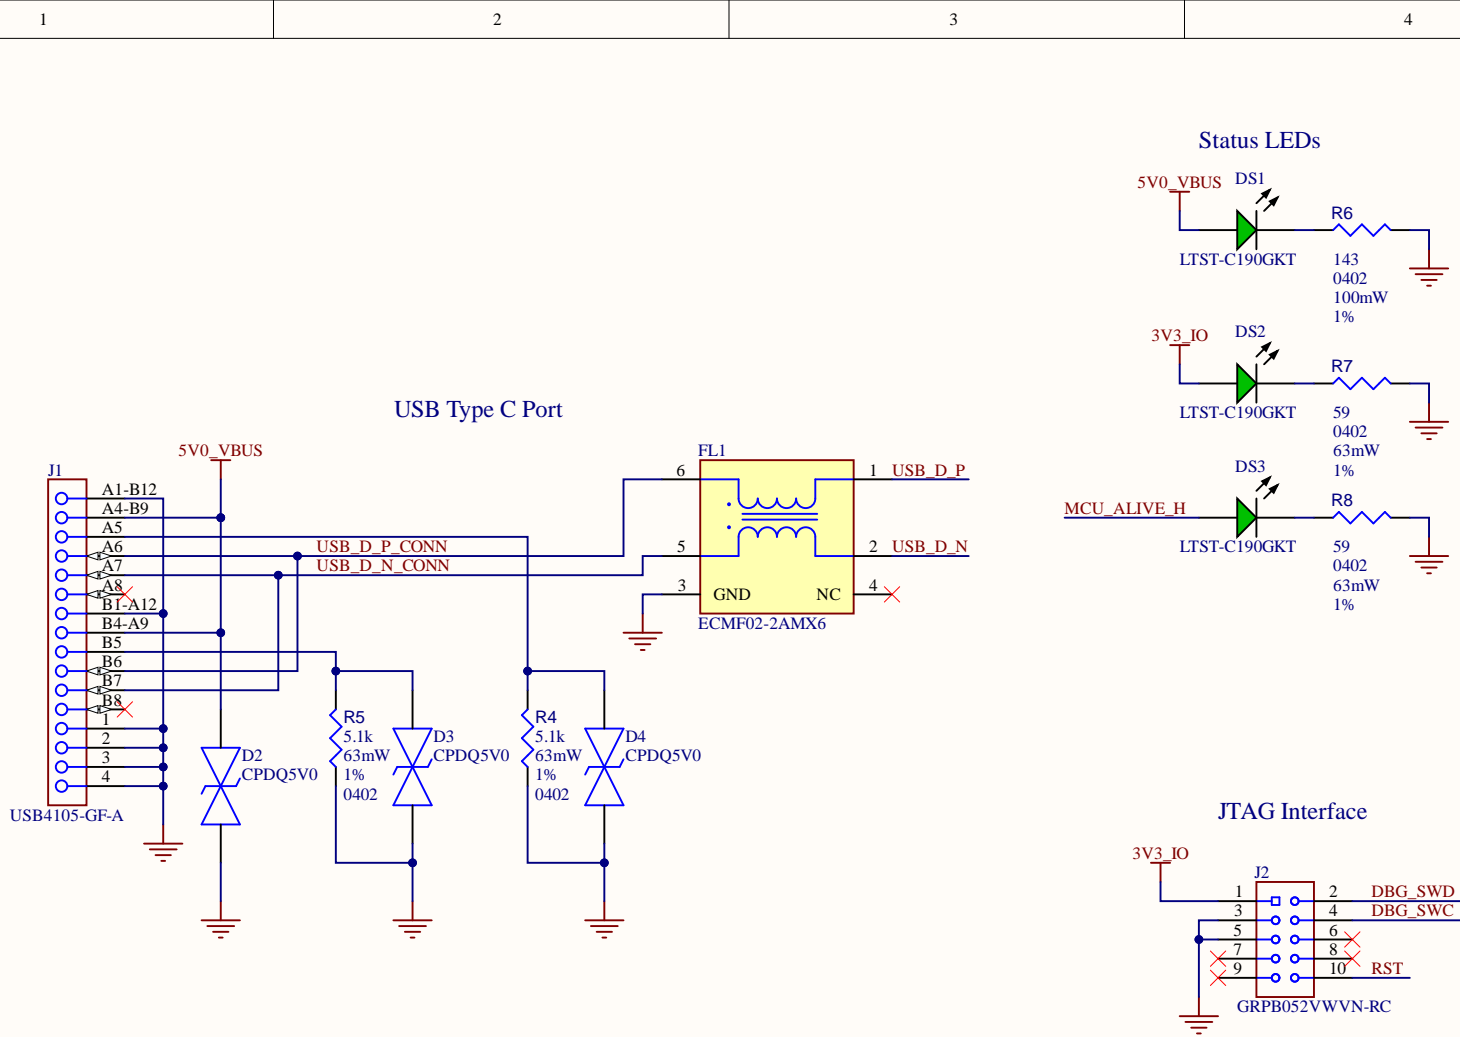 1
2
3
4
Status LEDs
5V0_VBUS
DS1
R6
LTST-C190GKT
143
0402
100mW
1%
3V3_IO
DS2
R7
LTST-C190GKT
59
0402
63mW
1%
MCU_ALIVE_H
DS3
R8
LTST-C190GKT
59
0402
63mW
1%
USB Type C Port
5V0_VBUS
J1
A1-B12
A4-B9
A5
A6
A7
A8
B1-A12
B4-A9
B5
B6
B7
B8
1
2
3
4
USB4105-GF-A
USB_D_P_CONN
USB_D_N_CONN
FL1
6
5
3
GND
NC
1
2
4
USB_D_P
USB_D_N
ECMF02-2AMX6
D2
CPDQ5V0
R5
5.1k
63mW
1%
0402
D3
CPDQ5V0
R4
5.1k
63mW
1%
0402
D4
CPDQ5V0
JTAG Interface
3V3_IO
J2
1
2
DBG_SWD
3
4
DBG_SWC
5
6
7
8
9
10
RST
GRPB052VWVN-RC